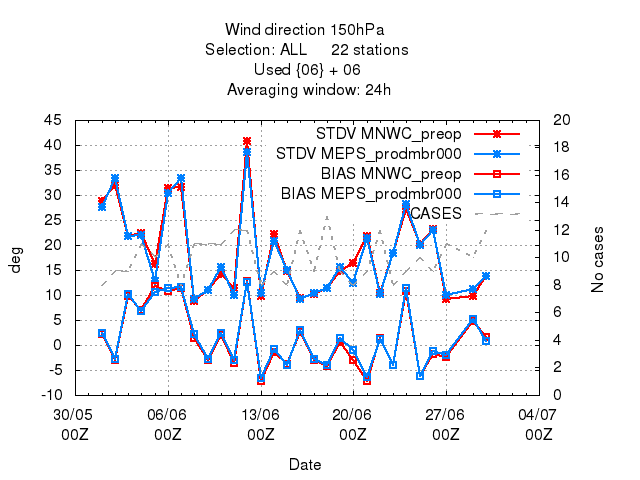 Wind direction 150hPa
Selection: ALL 22 stations
Used {06} + 06
Averaging window: 24h
45
40
35
30
25
20
15
10
5
0
-5
-10
deg
20
18
16
14
12
10
8
6
4
2
0
No cases
STDV MNWC_preop
STDV MEPS_prodmbr000
BIAS MNWC_preop
BIAS MEPS_prodmbr000
CASES
30/05 06/06 13/06 20/06 27/06 04/07
00Z 00Z 00Z 00Z 00Z 00Z
Date